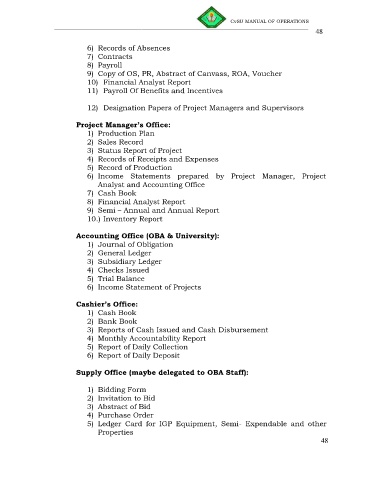 CvSU MANUAL OF OPERATIONS
48
6) Records of Absences
7) Contracts
8) Payroll
9) Copy of OS, PR, Abstract of Canvass, ROA, Voucher
10) Financial Analyst Report
11) Payroll Of Benefits and Incentives
12) Designation Papers of Project Managers and Supervisors
Project Manager's Office:
1) Production Plan
2) Sales Record
3) Status Report of Project
4) Records of Receipts and Expenses
5) Record of Production
6) Income Statements prepared by Project Manager, Project
Analyst and Accounting Office
7) Cash Book
8) Financial Analyst Report
9) Semi – Annual and Annual Report
10.) Inventory Report
Accounting Office (OBA & University):
1) Journal of Obligation
2) General Ledger
3) Subsidiary Ledger
4) Checks Issued
5) Trial Balance
6) Income Statement of Projects
Cashier's Office:
1) Cash Book
2) Bank Book
3) Reports of Cash Issued and Cash Disbursement
4) Monthly Accountability Report
5) Report of Daily Collection
6) Report of Daily Deposit
Supply Office (maybe delegated to OBA Staff):
1) Bidding Form
2) Invitation to Bid
3) Abstract of Bid
4) Purchase Order
5) Ledger Card for IGP Equipment, Semi- Expendable and other
Properties
48